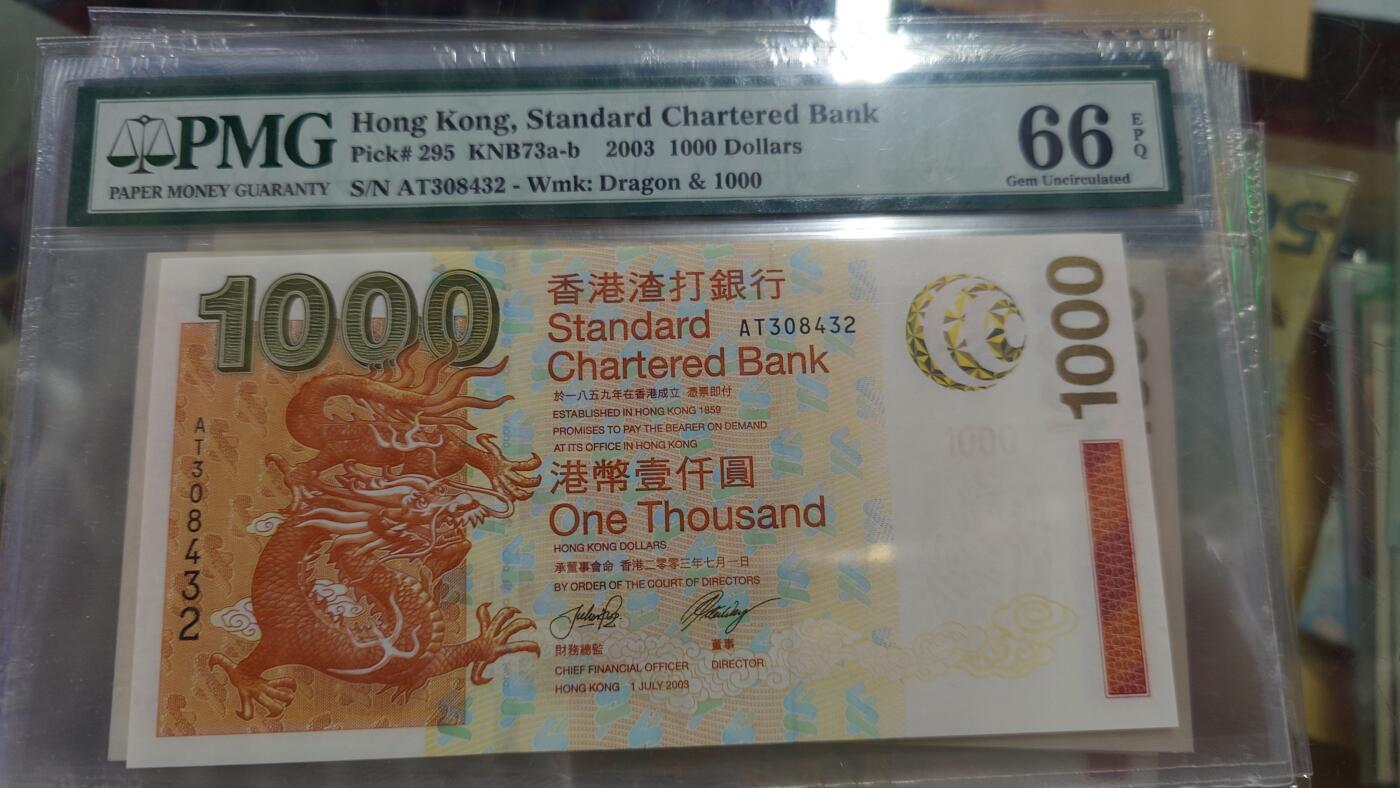 PMG
PAPER MONEY GUARANTY
Hong Kong, Standard Chartered Bank
Pick# 295 KNB73a-b 2003 1000 Dollars
S/N AT308432 - Wmk: Dragon & 1000
66
EPQ
Gem Uncirculated
1000
香港渣打銀行
Standard AT308432
Chartered Bank
於一八五九年在香港成立 憑票即付
ESTABLISHED IN HONG KONG 1859
PROMISES TO PAY THE BEARER ON DEMAND
AT ITS OFFICE IN HONG KONG
港幣壹仟圓
One Thousand
HONG KONG DOLLARS
承董事會命 香港二零零三年七月一日
BY ORDER OF THE COURT OF DIRECTORS
財務總監 董事
CHIEF FINANCIAL OFFICER DIRECTOR
HONG KONG 1 JULY 2003
AT308432
1000
1000